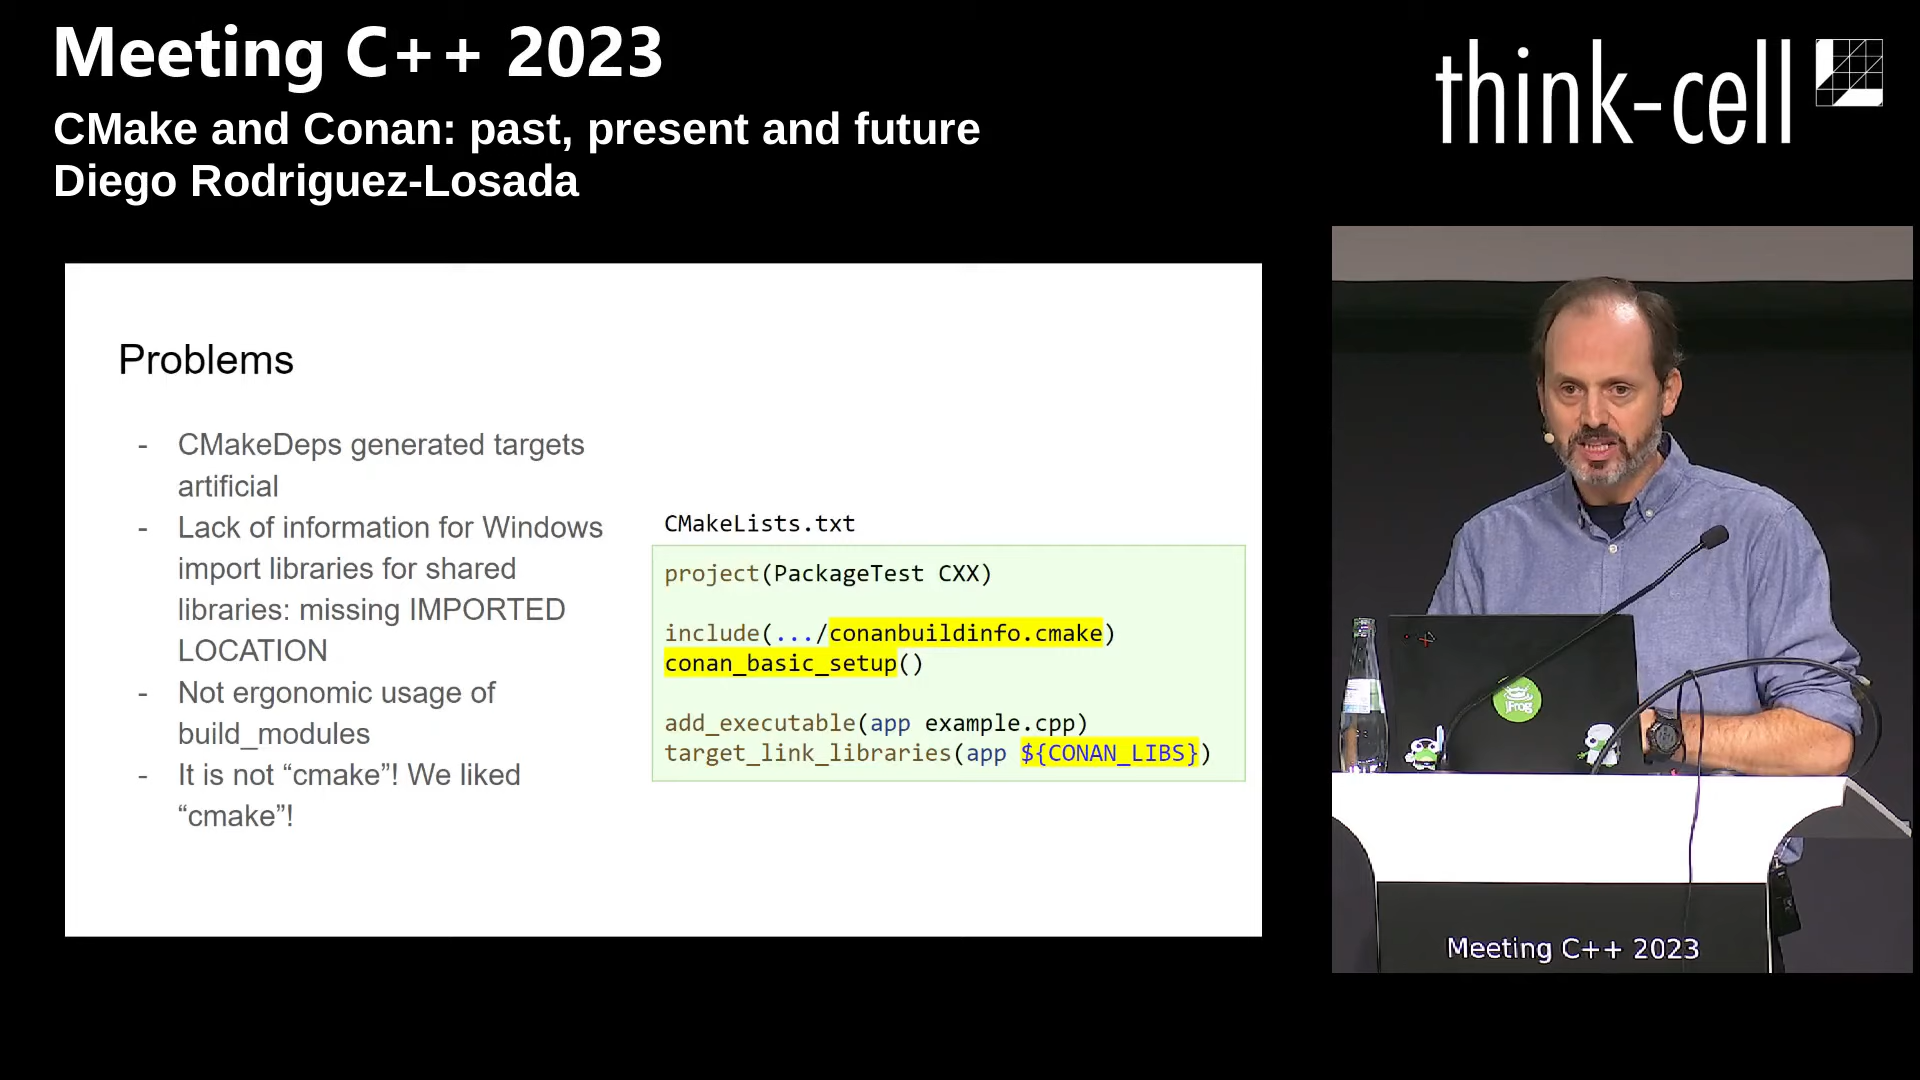 Meeting C++ 2023
CMake and Conan: past, present and future
Diego Rodriguez-Losada
think-cell
Problems
- CMakeDeps generated targets
artificial
- Lack of information for Windows
import libraries for shared
libraries: missing IMPORTED
LOCATION
- Not ergonomic usage of
build_modules
- It is not “cmake”! We liked
“cmake”!
CMakeLists.txt
project(PackageTest CXX)
include(.../conanbuildinfo.cmake)
conan_basic_setup()
add_executable(app example.cpp)
target_link_libraries(app ${CONAN_LIBS})
jFrog
Meeting C++ 2023